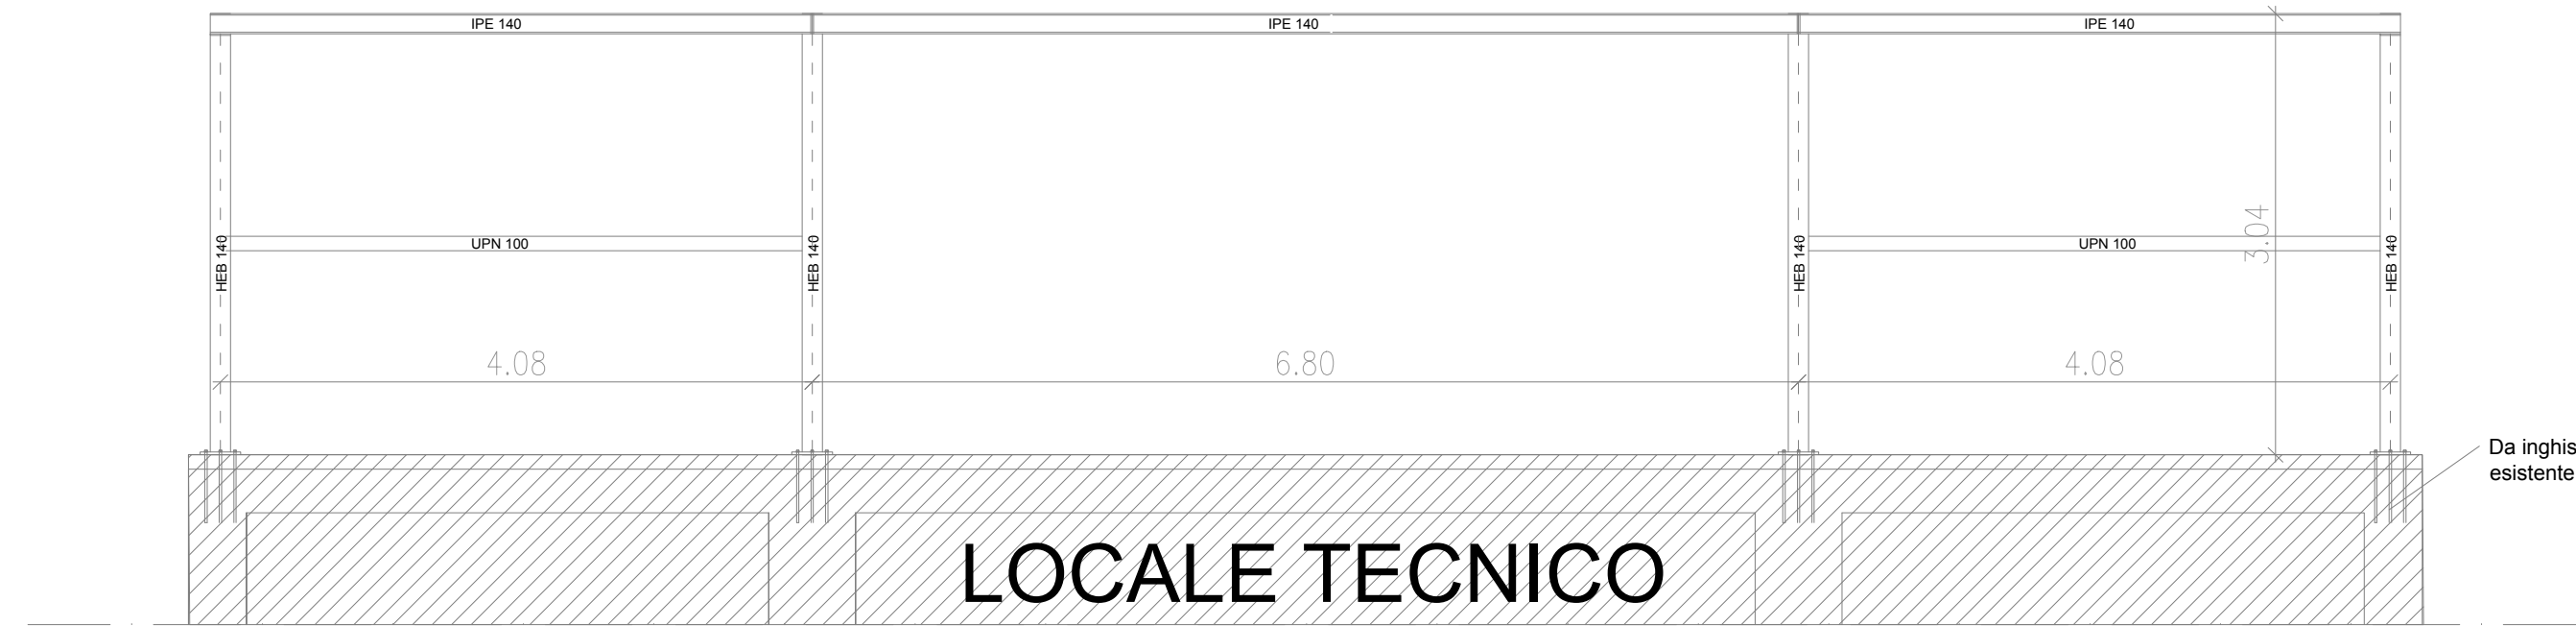 IPE 140
IPE 140
IPE 140
HEB 140
UPN 100
HEB 140
HEB 140
UPN 100
3.04
HEB 140
4.08
6.80
4.08
Da inghis
esistente
LOCALE TECNICO